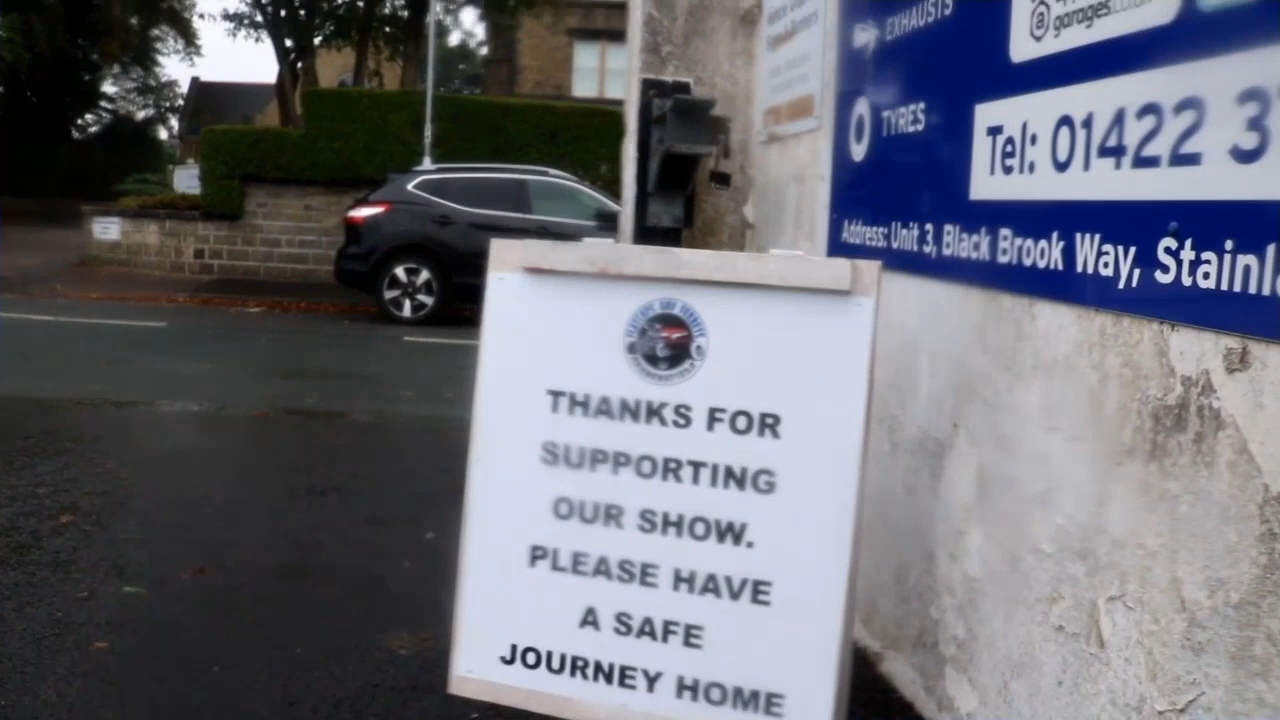 EXHAUSTS
garages.co
TYRES
Tel: 01422 3
Address: Unit 3, Black Brook Way, Stainl
THANKS FOR
SUPPORTING
OUR SHOW.
PLEASE HAVE
A SAFE
JOURNEY HOME